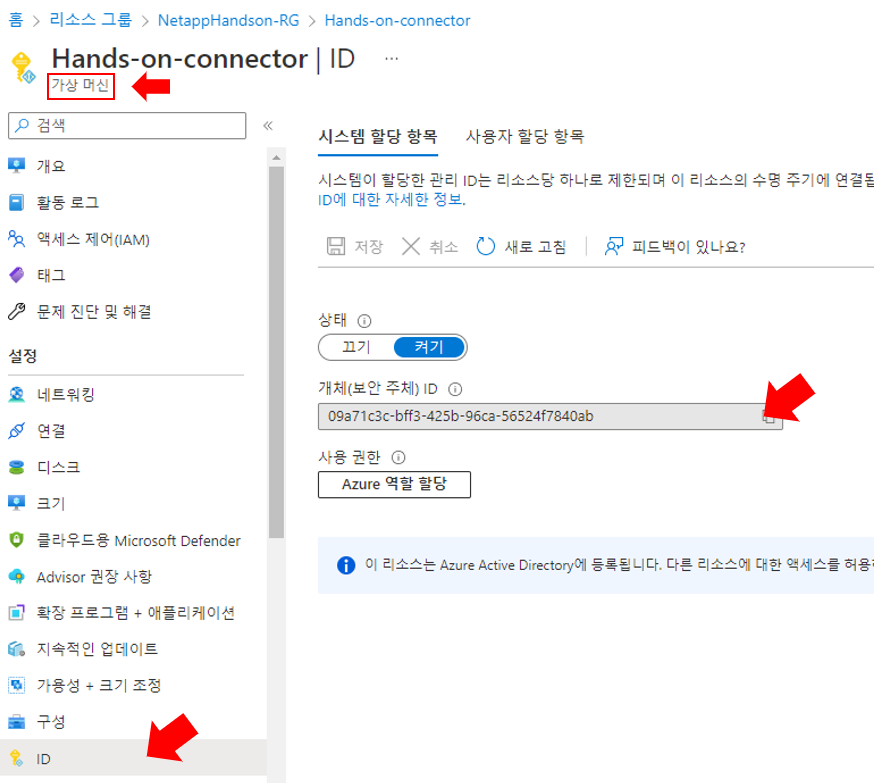 홈 > 리소스 그룹 > NetappHandson-RG > Hands-on-connector
Hands-on-connector | ID ...
가상 머신
검색
«
개요
활동 로그
액세스 제어(IAM)
태그
문제 진단 및 해결
설정
네트워킹
연결
디스크
크기
클라우드용 Microsoft Defender
Advisor 권장 사항
확장 프로그램 + 애플리케이션
지속적인 업데이트
가용성 + 크기 조정
구성
ID
시스템 할당 항목 사용자 할당 항목
시스템이 할당한 관리 ID는 리소스당 하나로 제한되며 이 리소스의 수명 주기에 연결됩
ID에 대한 자세한 정보.
저장 취소 새로 고침 피드백이 있나요?
상태
끄기 켜기
개체(보안 주체) ID
09a71c3c-bff3-425b-96ca-56524f7840ab
사용 권한
Azure 역할 할당
이 리소스는 Azure Active Directory에 등록됩니다. 다른 리소스에 대한 액세스를 허용하